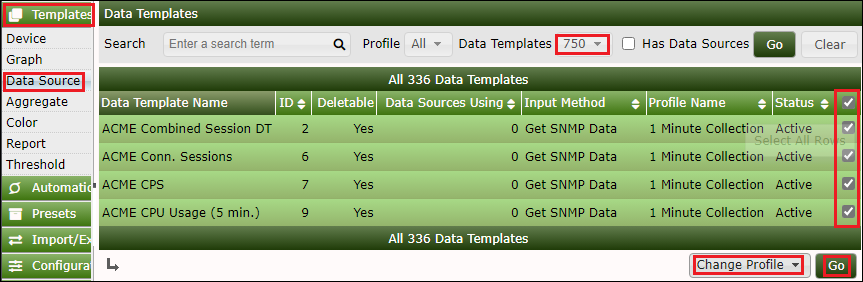 Templates
Device
Graph
Data Source
Aggregate
Color
Report
Threshold
Automatic
Presets
Import/Ex
Configurat
Data Templates
Search Enter a search term Profile All Data Templates 750 Has Data Sources Go Clear
All 336 Data Templates
Data Template Name ID Deletable Data Sources Using Input Method Profile Name Status
ACME Combined Session DT 2 Yes 0 Get SNMP Data 1 Minute Collection Active
Select All Rows
ACME Conn. Sessions 6 Yes 0 Get SNMP Data 1 Minute Collection Active
ACME CPS 7 Yes 0 Get SNMP Data 1 Minute Collection Active
ACME CPU Usage (5 min.) 9 Yes 0 Get SNMP Data 1 Minute Collection Active
All 336 Data Templates
Change Profile Go